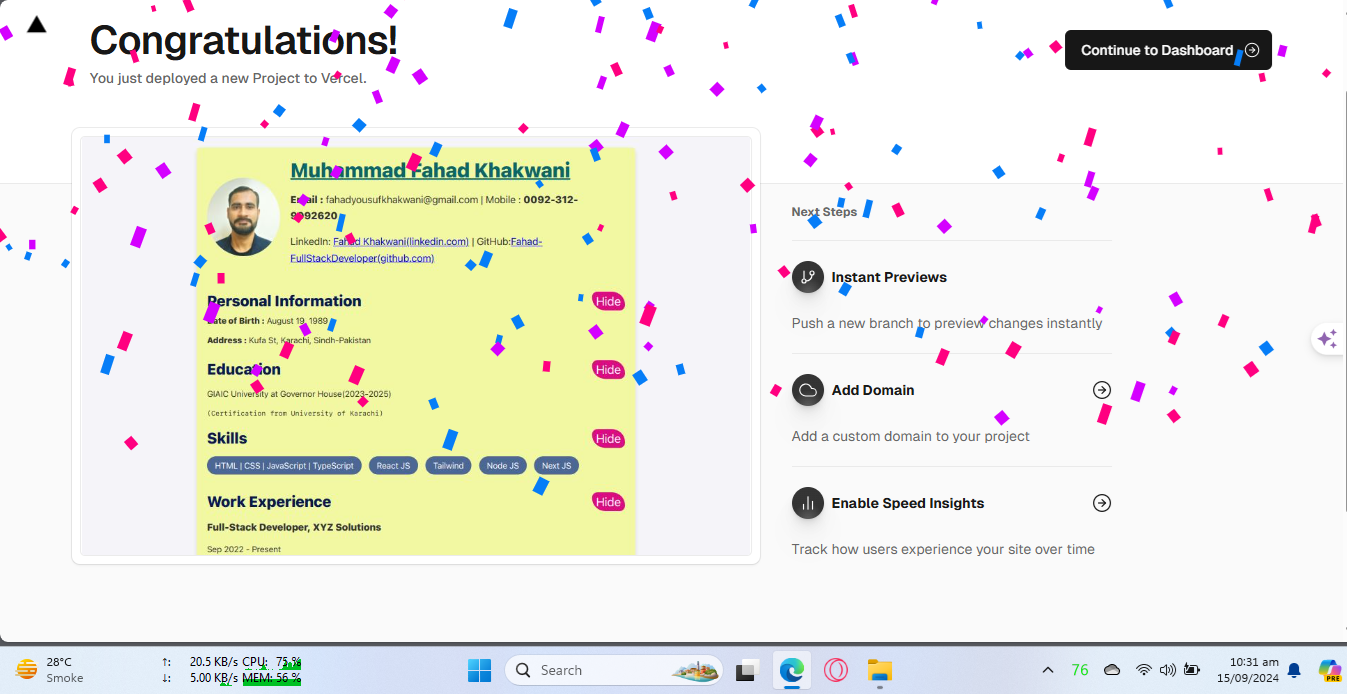 Congratulations!
You just deployed a new Project to Vercel.
Continue to Dashboard
Muhammad Fahad Khakwani
Email : fahadyousufkhakwani@gmail.com | Mobile : 0092-312-
9992620
LinkedIn: Fahad Khakwani(linkedin.com) | GitHub:Fahad-
FullStackDeveloper(github.com)
Personal Information
Hide
Date of Birth : August 19, 1989
Address : Kufa St, Karachi, Sindh-Pakistan
Education
Hide
GIAIC University at Governor House(2023-2025)
(Certification from University of Karachi)
Skills
Hide
HTML | CSS | JavaScript | TypeScript
React JS
Tailwind
Node JS
Next JS
Work Experience
Hide
Full-Stack Developer, XYZ Solutions
Sep 2022 - Present
Next Steps
Instant Previews
Push a new branch to preview changes instantly
Add Domain
Add a custom domain to your project
Enable Speed Insights
Track how users experience your site over time
28°C
Smoke
↑: 20.5 KB/s CPU: 75 %
↓: 5.00 KB/s MEM: 56 %
Search
76
10:31 am
15/09/2024
PRE